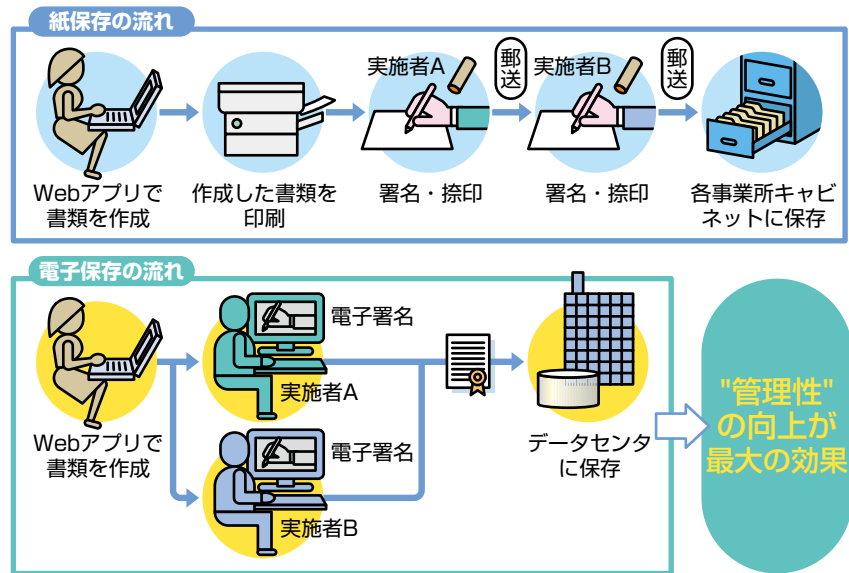 紙保存の流れ
実施者A
郵送
実施者B
郵送
Webアプリで
書類を作成
作成した書類を
印刷
署名・捺印
署名・捺印
各事業所キャビ
ネットに保存
電子保存の流れ
電子署名
実施者A
Webアプリで
書類を作成
電子署名
実施者B
データセンタ
に保存
"管理性"
の向上が
最大の効果